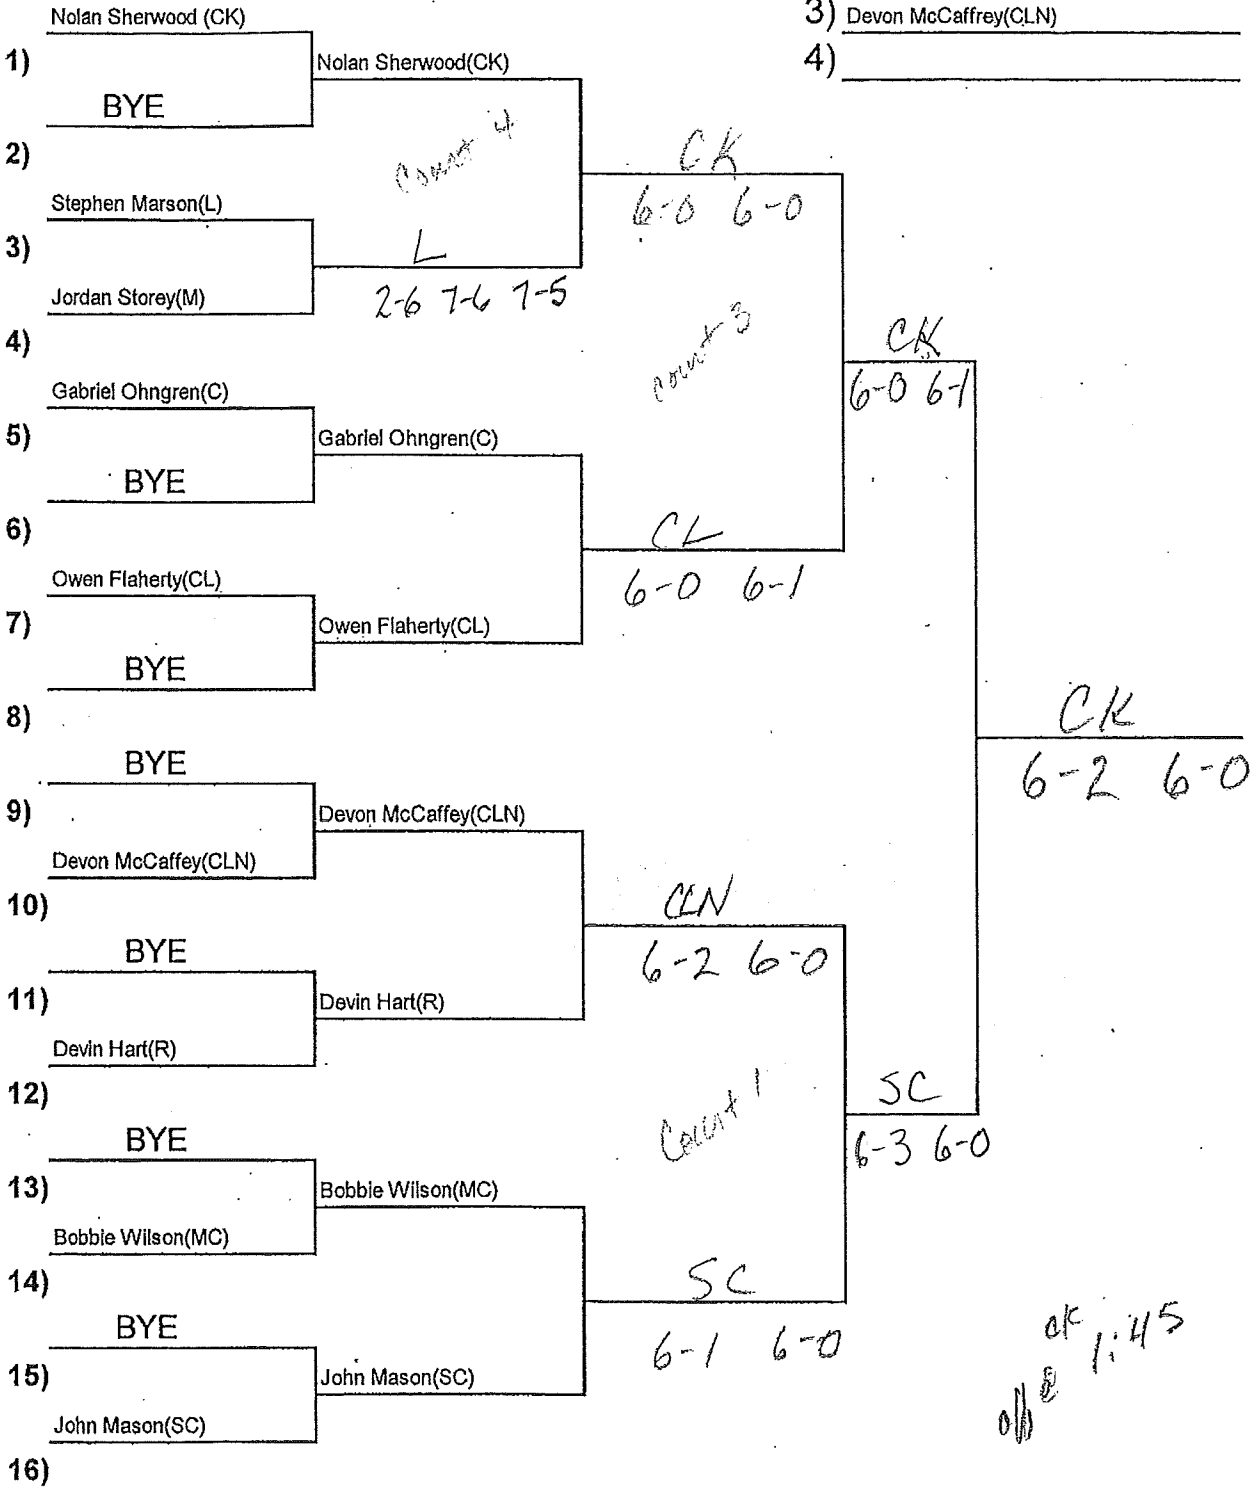 Nolan Sherwood (CK)
3) Devon McCaffrey(CLN)
1)
Nolan Sherwood(CK)
4)
BYE
Court 4
2)
CK
6-0 6-0
Stephen Marson(L)
3)
L
2-6 7-6 7-5
Jordan Storey(M)
Court 3
4)
CK
6-0 6-1
Gabriel Ohngren(C)
5)
Gabriel Ohngren(C)
BYE
6)
CL
6-0 6-1
Owen Flaherty(CL)
7)
Owen Flaherty(CL)
BYE
8)
CK
6-2 6-0
BYE
9)
Devon McCaffey(CLN)
Devon McCaffey(CLN)
10)
CLN
6-2 6-0
BYE
11)
Devin Hart(R)
Devin Hart(R)
12)
Court 1
SC
6-3 6-0
BYE
13)
Bobbie Wilson(MC)
Bobbie Wilson(MC)
14)
SC
6-1 6-0
BYE
15)
John Mason(SC)
John Mason(SC)
16)
ck
1:45